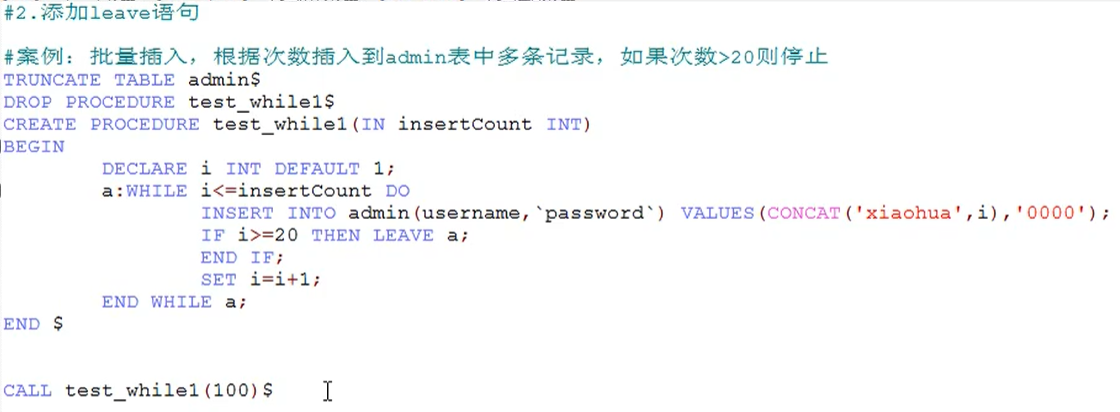 #2.添加leave语句
#案例：批量插入，根据次数插入到admin表中多条记录，如果次数>20则停止
TRUNCATE TABLE admin$
DROP PROCEDURE test_while1$
CREATE PROCEDURE test_while1(IN insertCount INT)
BEGIN
DECLARE i INT DEFAULT 1;
a:WHILE i<=insertCount DO
INSERT INTO admin(username,`password`) VALUES(CONCAT('xiaohua',i),'0000');
IF i>=20 THEN LEAVE a;
END IF;
SET i=i+1;
END WHILE a;
END $
CALL test_while1(100)$